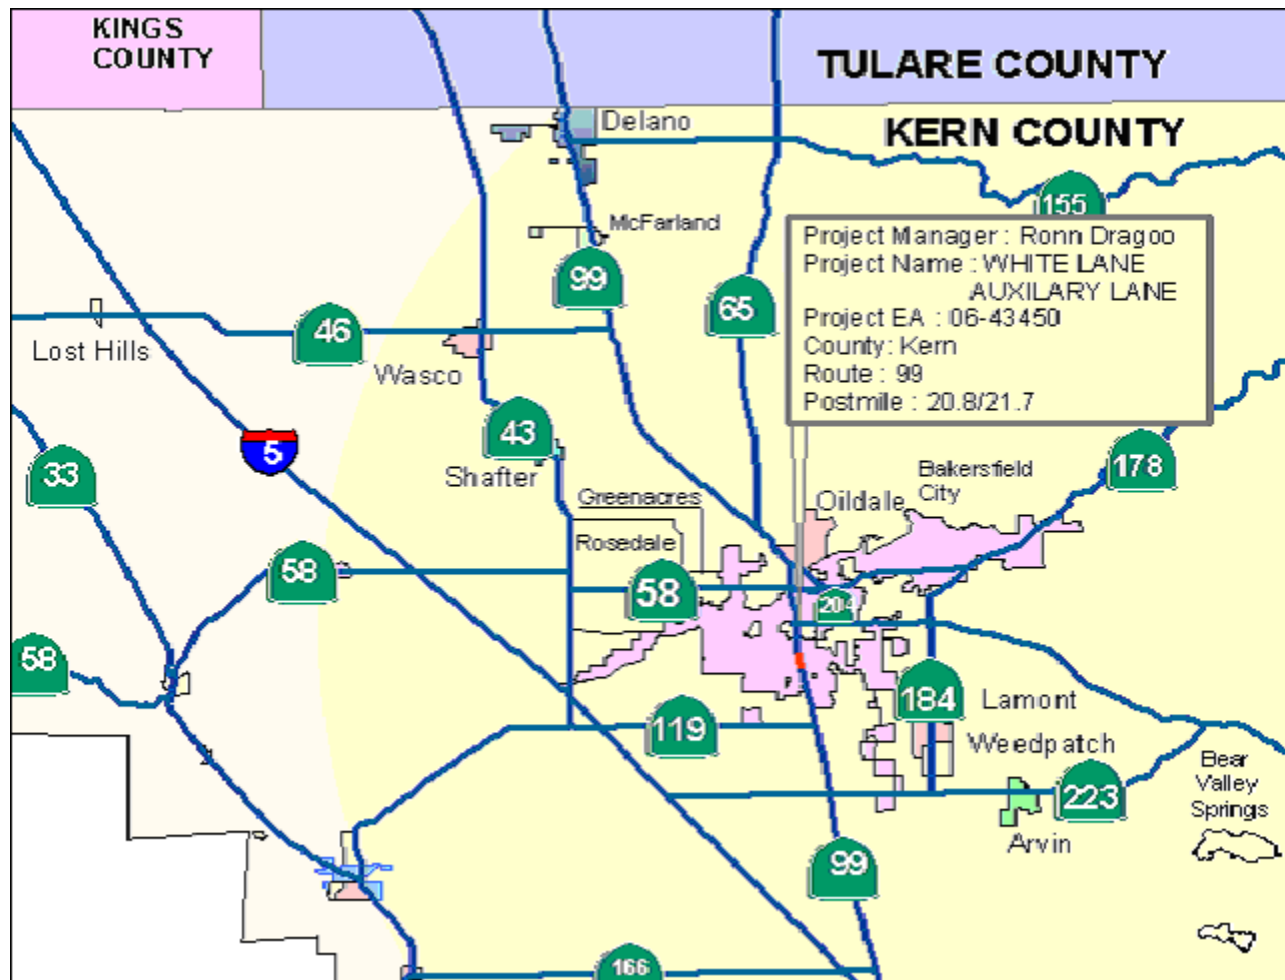 KINGS
COUNTY
TULARE COUNTY
KERN COUNTY
Delano
155
McFarland
Project Manager : Ronn Dragoo
Project Name : WHITE LANE
AUXILARY LANE
Project EA : 06-43450
County: Kern
Route : 99
Postmile : 20.8/21.7
99
65
46
Lost Hills
Wasco
43
5
33
Shafter
178
Bakersfield
City
Oildale
Greenacres
Rosedale
58
58
204
58
184
Lamont
119
Weedpatch
Bear
Valley
Springs
223
Arvin
99
166